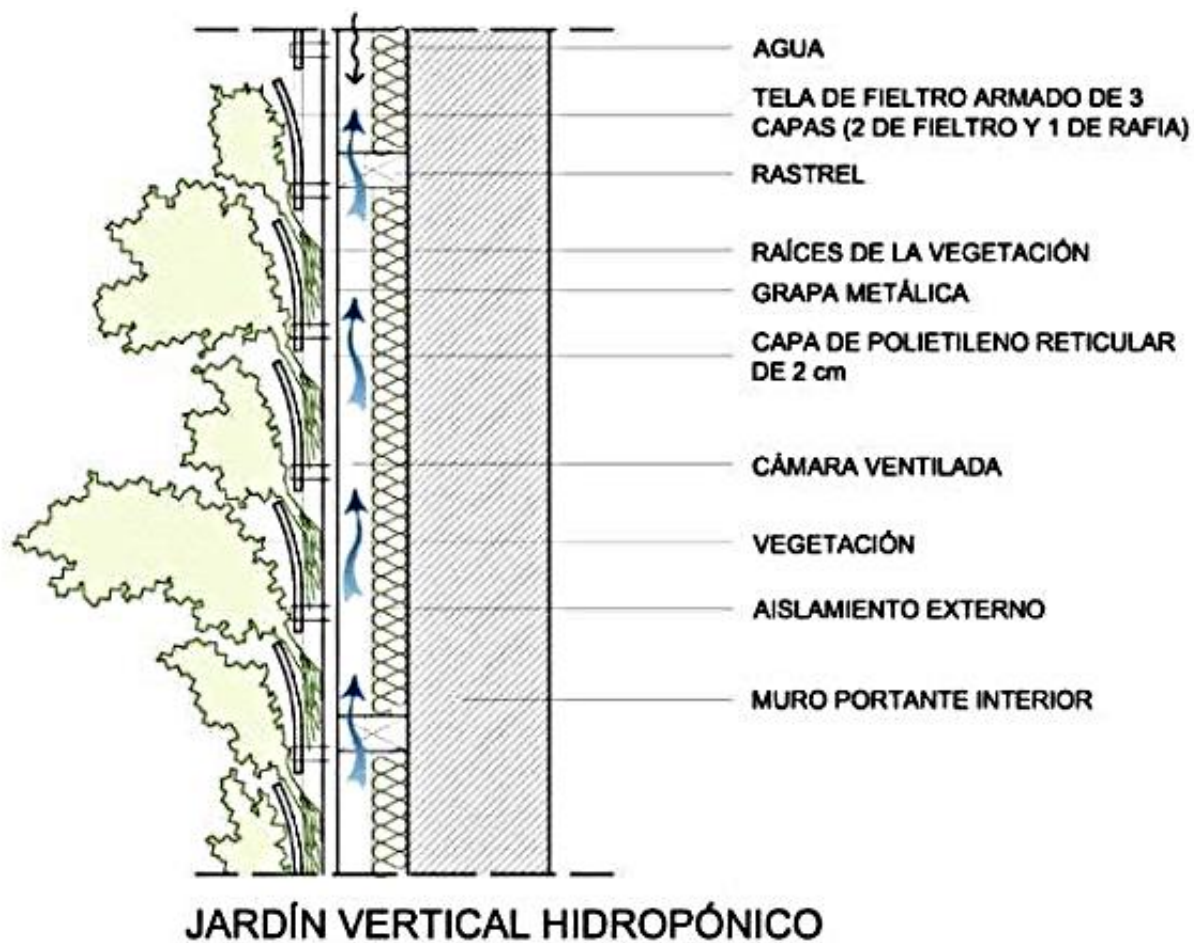 AGUA
TELA DE FIELTRO ARMADO DE 3
CAPAS (2 DE FIELTRO Y 1 DE RAFIA)
RASTREL
RAÍCES DE LA VEGETACIÓN
GRAPA METÁLICA
CAPA DE POLIETILENO RETICULAR
DE 2 cm
CÁMARA VENTILADA
VEGETACIÓN
AISLAMIENTO EXTERNO
MURO PORTANTE INTERIOR
JARDÍN VERTICAL HIDROPÓNICO